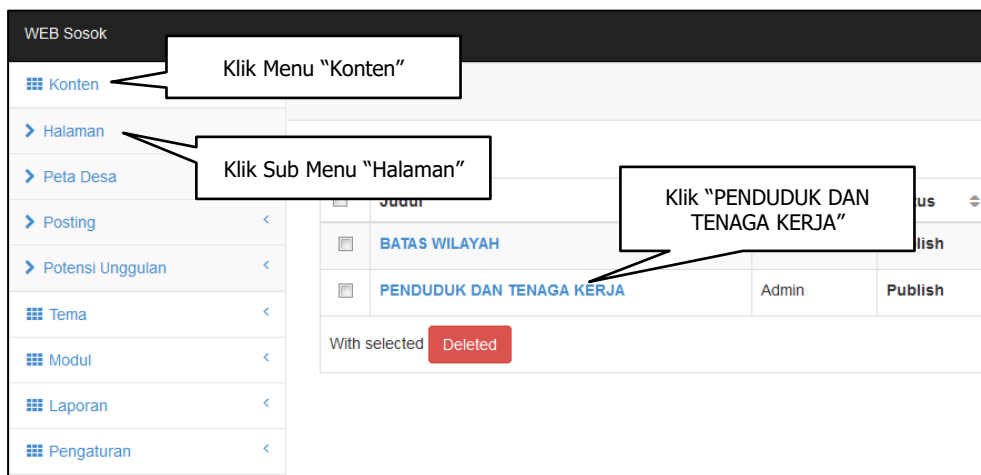 WEB Sosok
Klik Menu “Konten”
Konten
Halaman
Klik Sub Menu “Halaman”
Peta Desa
Posting
Potensi Unggulan
Tema
Modul
Laporan
Pengaturan
Klik “PENDUDUK DAN
TENAGA KERJA”
BATAS WILAYAH
PENDUDUK DAN TENAGA KERJA Admin Publish
With selected Deleted